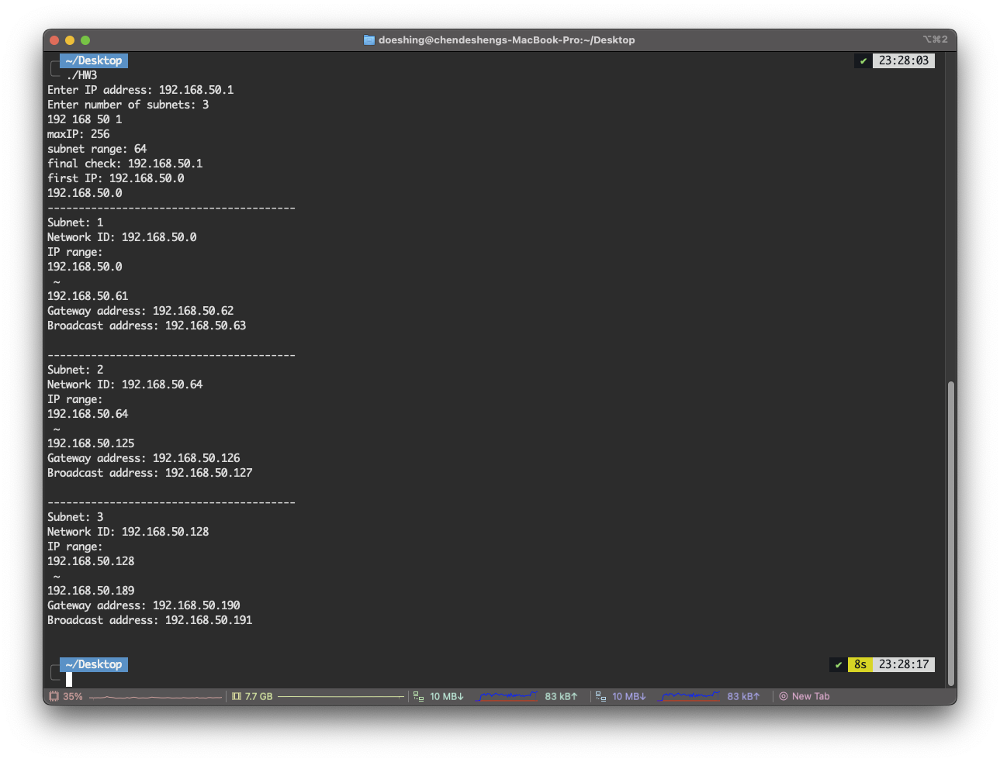 doeshing@chendeshengs-MacBook-Pro:~/Desktop ⌥⌘2
~/Desktop ✔ 23:28:03
./HW3
Enter IP address: 192.168.50.1
Enter number of subnets: 3
192 168 50 1
maxIP: 256
subnet range: 64
final check: 192.168.50.1
first IP: 192.168.50.0
192.168.50.0
----------------------------------------
Subnet: 1
Network ID: 192.168.50.0
IP range:
192.168.50.0
~
192.168.50.61
Gateway address: 192.168.50.62
Broadcast address: 192.168.50.63
----------------------------------------
Subnet: 2
Network ID: 192.168.50.64
IP range:
192.168.50.64
~
192.168.50.125
Gateway address: 192.168.50.126
Broadcast address: 192.168.50.127
----------------------------------------
Subnet: 3
Network ID: 192.168.50.128
IP range:
192.168.50.128
~
192.168.50.189
Gateway address: 192.168.50.190
Broadcast address: 192.168.50.191
~/Desktop ✔ 8s 23:28:17
35% 7.7 GB 10 MB↓ 83 kB↑ 10 MB↓ 83 kB↑ New Tab